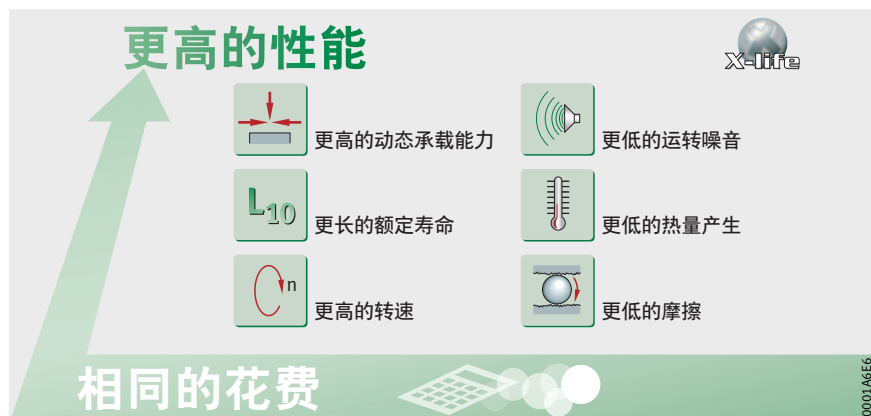 更高的性能
X-life
更高的动态承载能力
更低的运转噪音
L10
更长的额定寿命
更低的热量产生
n
更高的转速
更低的摩擦
相同的花费
0001A6E6